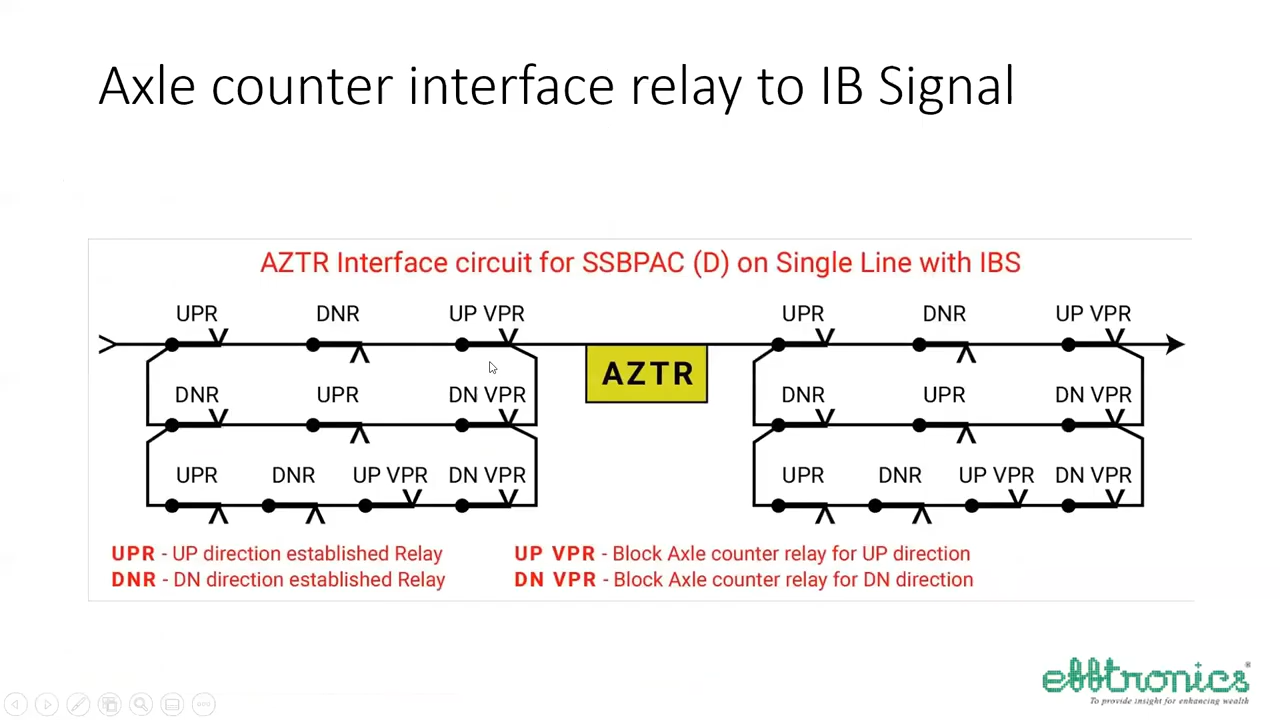 Axle counter interface relay to IB Signal
AZTR Interface circuit for SSBPAC (D) on Single Line with IBS
UPR DNR UP VPR UPR DNR UP VPR
AZTR
DNR UPR DN VPR DNR UPR DN VPR
UPR DNR UP VPR DN VPR UPR DNR UP VPR DN VPR
UPR - UP direction established Relay UP VPR - Block Axle counter relay for UP direction
DNR - DN direction established Relay DN VPR - Block Axle counter relay for DN direction
efftronics®
To provide insight for enhancing wealth